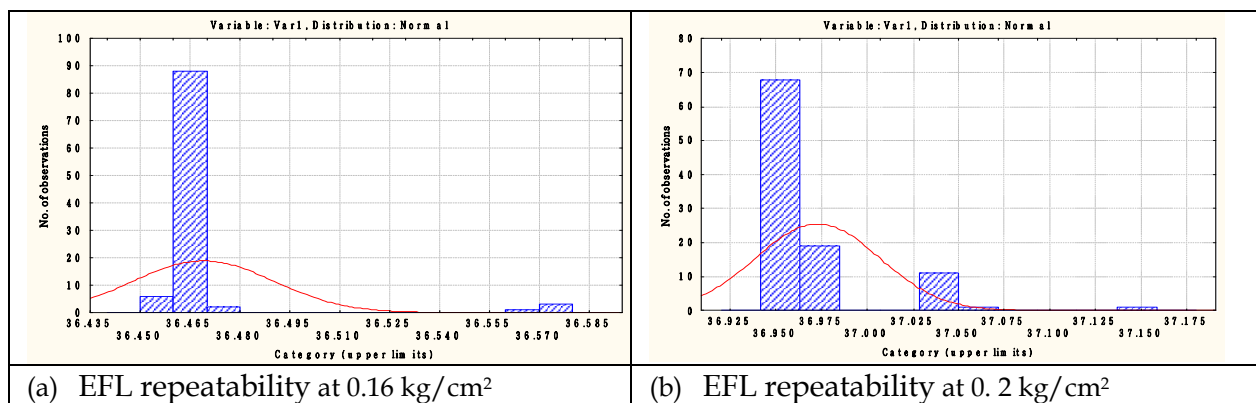 Variable: Var1, Distribution: Normal
No. of observations
100
90
80
70
60
50
40
30
20
10
0
36.435 36.465 36.495 36.525 36.555 36.585
36.450 36.480 36.510 36.540 36.570
Category (upper limits)
(a) EFL repeatability at 0.16 kg/cm²
Variable: Var1, Distribution: Normal
No. of observations
80
70
60
50
40
30
20
10
0
36.925 36.975 37.025 37.075 37.125 37.175
36.950 37.000 37.050 37.100 37.150
Category (upper limits)
(b) EFL repeatability at 0. 2 kg/cm²